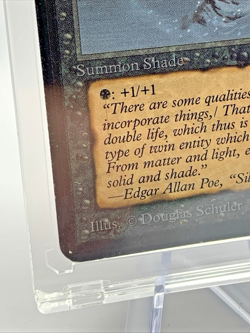 Summon Shade
: +1/+1
"There are some qualities
incorporate things,| That
double life, which thus is
type of twin entity which
From matter and light, e
solid and shade."
—Edgar Allan Poe, "Sil
Illus. © Douglas Schuler